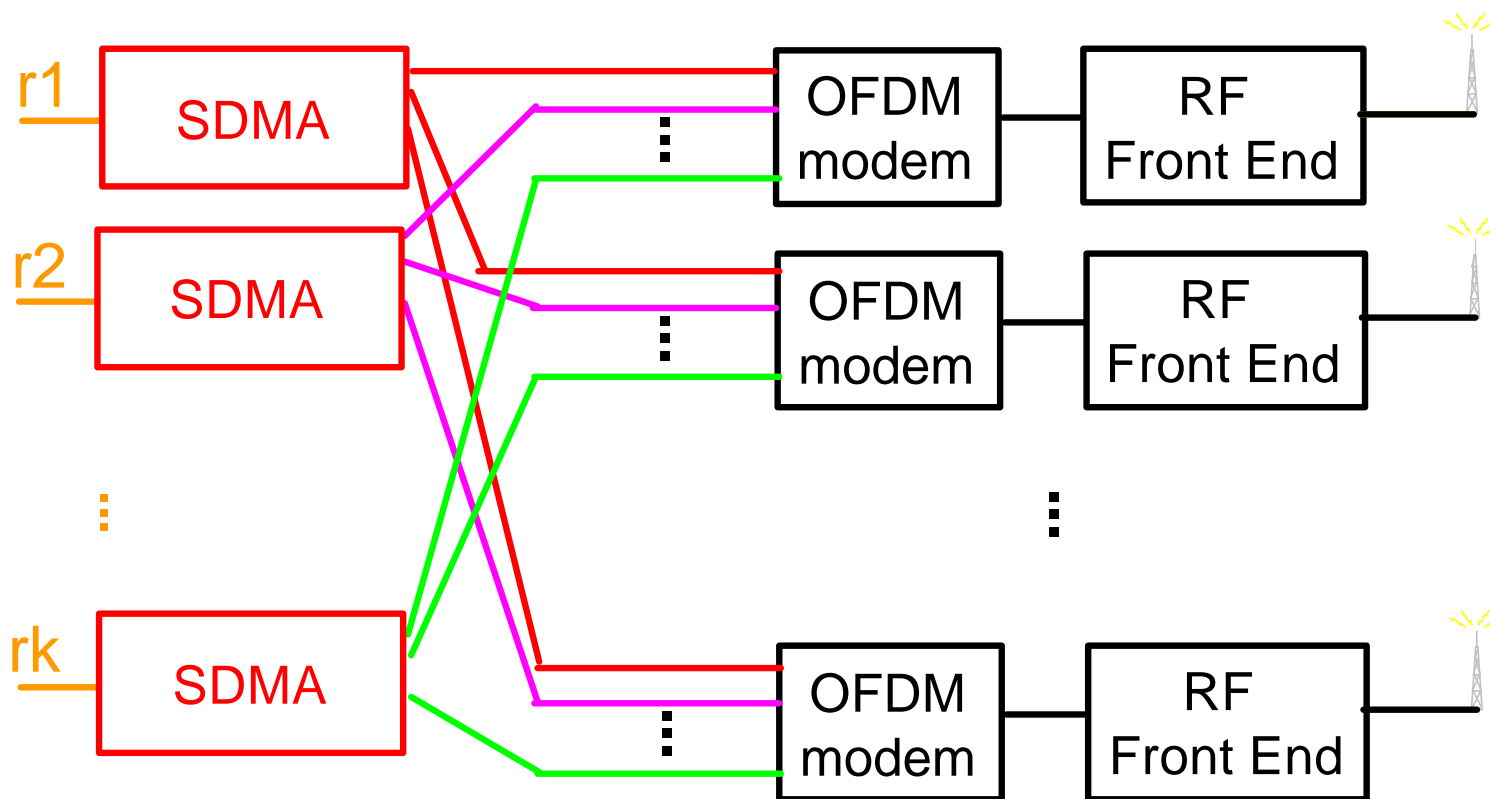 r1
SDMA
OFDM
modem
RF
Front End
r2
SDMA
OFDM
modem
RF
Front End
rk
SDMA
OFDM
modem
RF
Front End